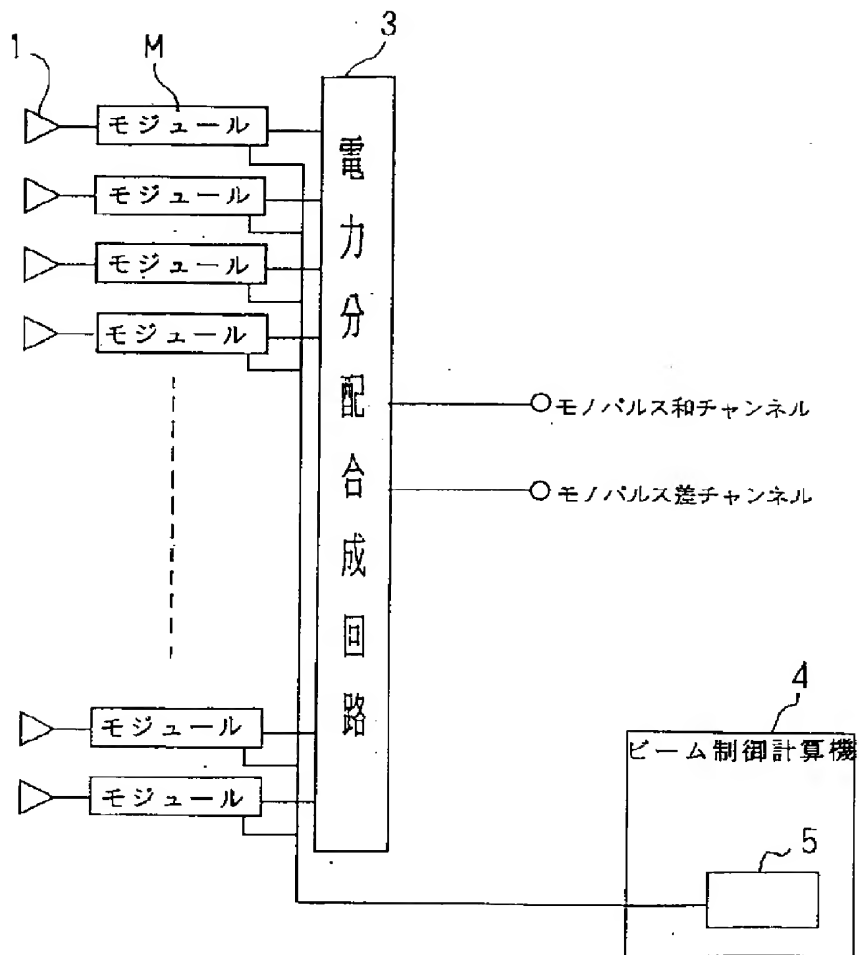 1
M
3
モジュール
モジュール
モジュール
モジュール
電力分配合成回路
モノパルス和チャンネル
モノパルス差チャンネル
モジュール
モジュール
4
ビーム制御計算機
5